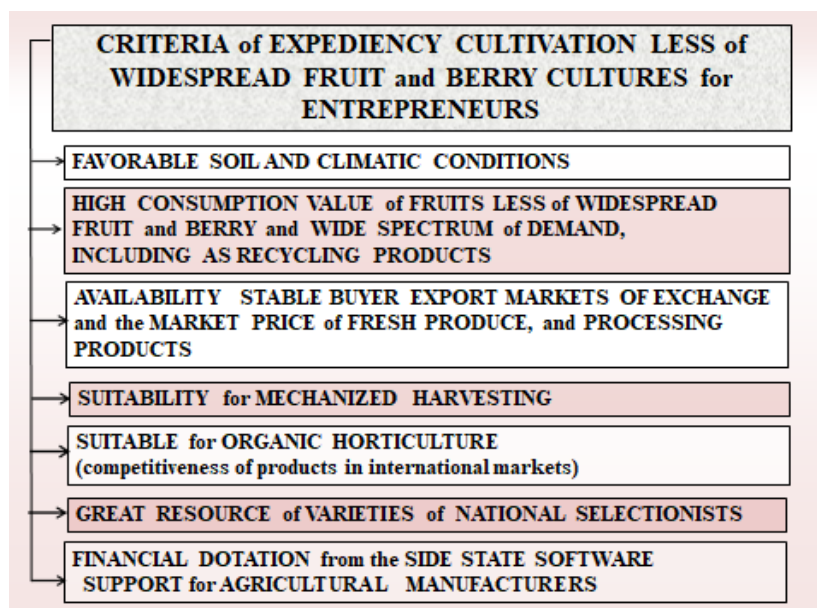 CRITERIA of EXPEDIENCY CULTIVATION LESS of
WIDESPREAD FRUIT and BERRY CULTURES for
ENTREPRENEURS
FAVORABLE SOIL AND CLIMATIC CONDITIONS
HIGH CONSUMPTION VALUE of FRUITS LESS of WIDESPREAD
FRUIT and BERRY and WIDE SPECTRUM of DEMAND,
INCLUDING AS RECYCLING PRODUCTS
AVAILABILITY STABLE BUYER EXPORT MARKETS OF EXCHANGE
and the MARKET PRICE of FRESH PRODUCE, and PROCESSING
PRODUCTS
SUITABILITY for MECHANIZED HARVESTING
SUITABLE for ORGANIC HORTICULTURE
(competitiveness of products in international markets)
GREAT RESOURCE of VARIETIES of NATIONAL SELECTIONISTS
FINANCIAL DOTATION from the SIDE STATE SOFTWARE
SUPPORT for AGRICULTURAL MANUFACTURERS